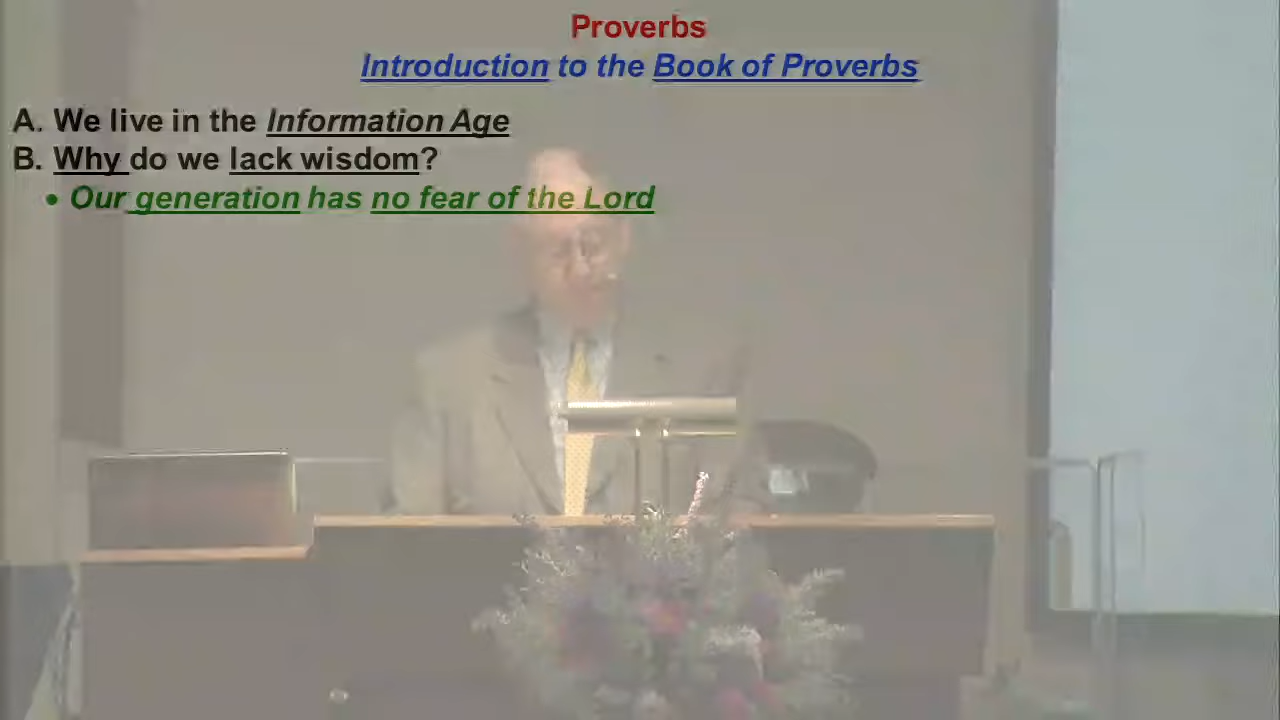 Proverbs
Introduction to the Book of Proverbs
A. We live in the Information Age
B. Why do we lack wisdom?
• Our generation has no fear of the Lord